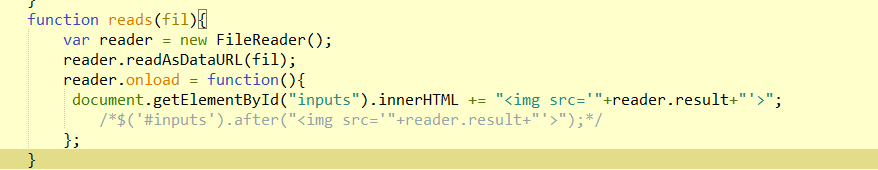 }
function reads(fil){
    var reader = new FileReader();
    reader.readAsDataURL(fil);
    reader.onload = function(){
     document.getElementById("inputs").innerHTML += "<img src='"+reader.result+"'>";
        /*$('#inputs').after("<img src='"+reader.result+"'>");*/
    };
}